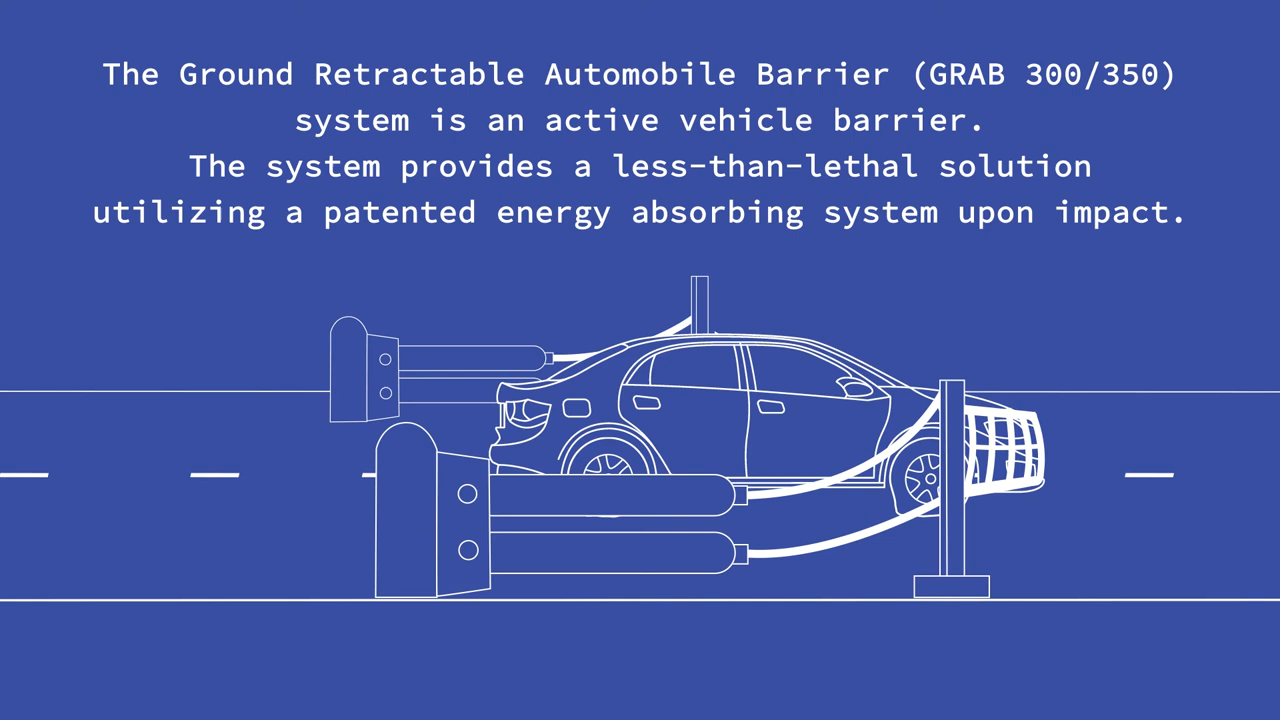 The Ground Retractable Automobile Barrier (GRAB 300/350)
system is an active vehicle barrier.
The system provides a less-than-lethal solution
utilizing a patented energy absorbing system upon impact.